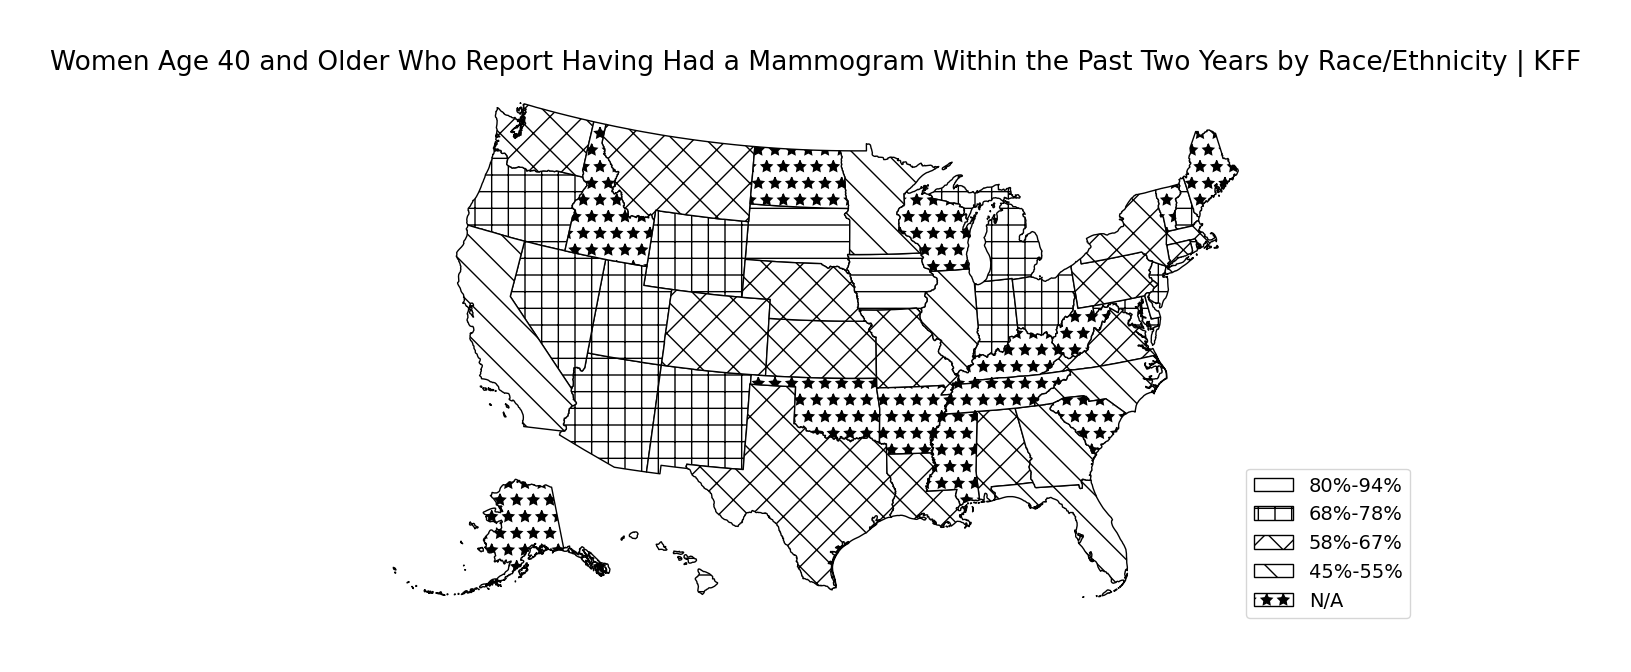 Women Age 40 and Older Who Report Having Had a Mammogram Within the Past Two Years by Race/Ethnicity | KFF
80%-94%
68%-78%
58%-67%
45%-55%
N/A